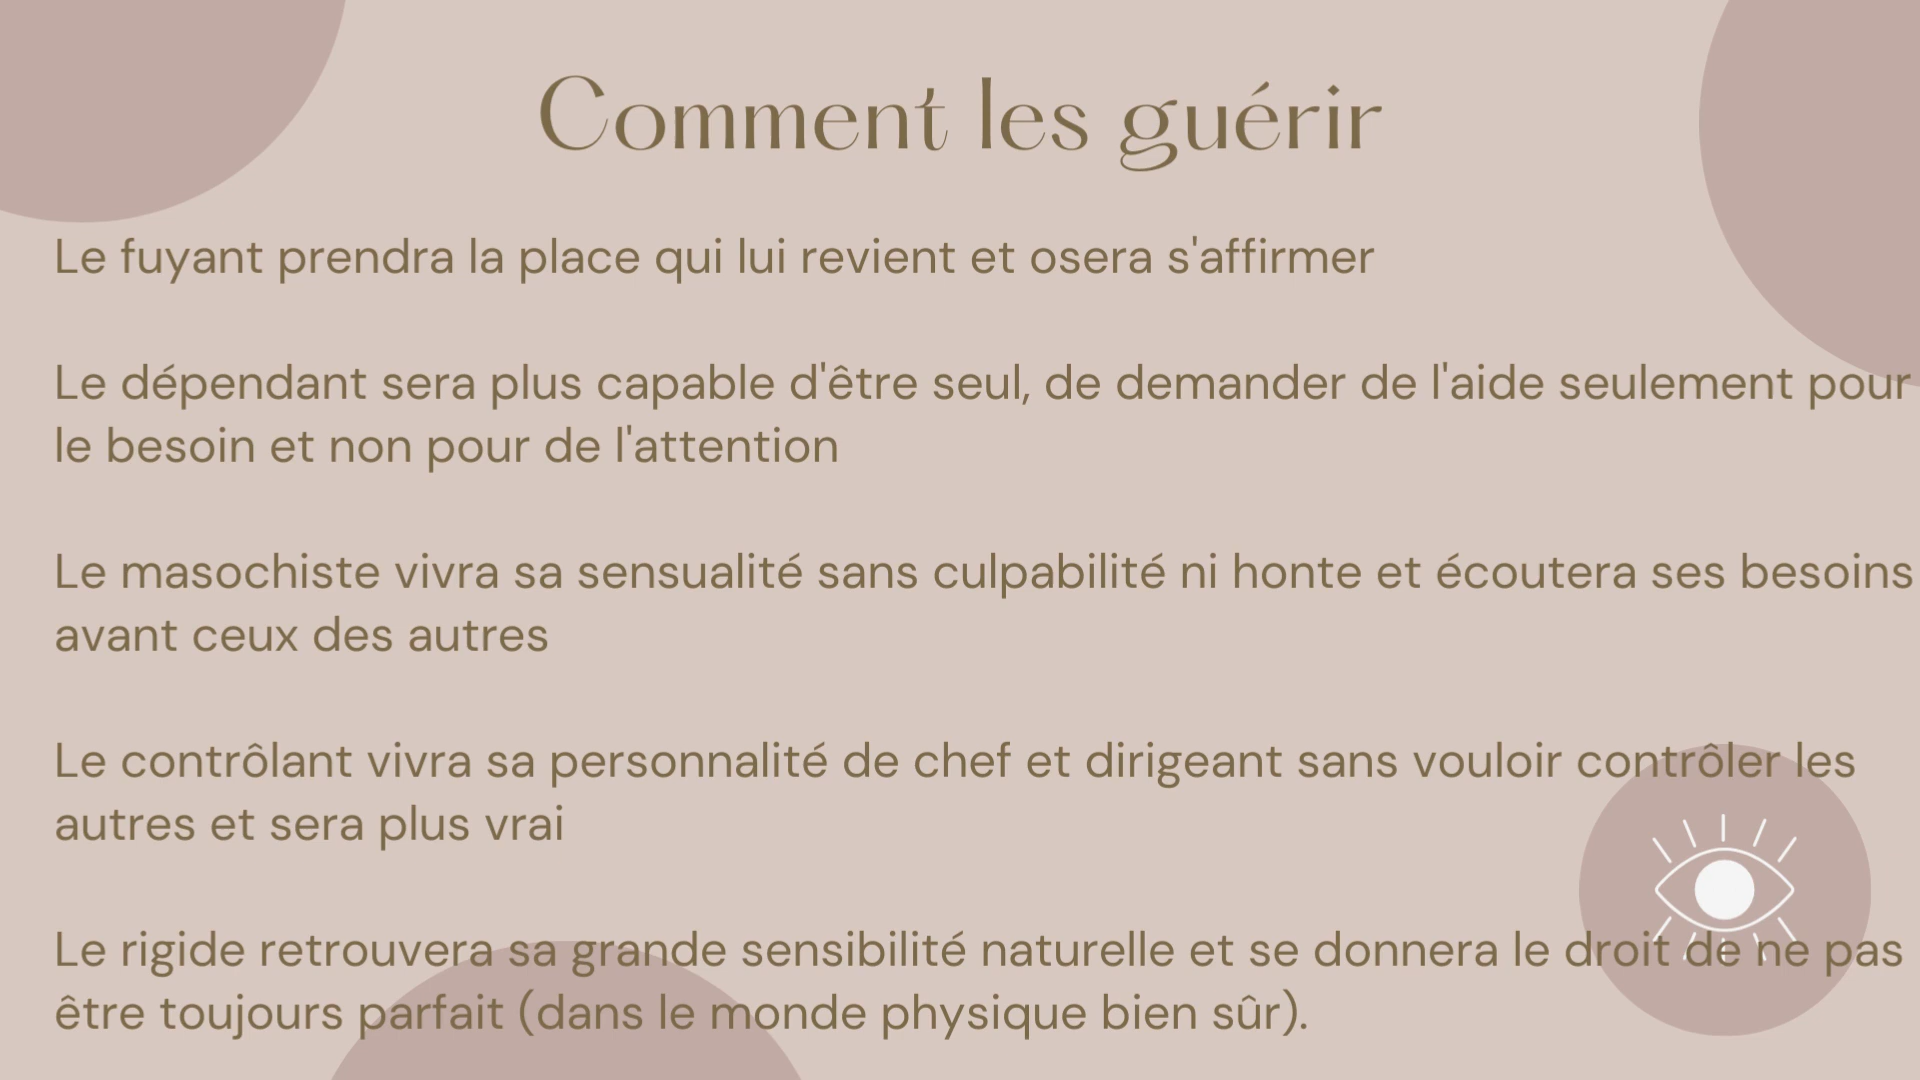 Comment les guérir
Le fuyant prendra la place qui lui revient et osera s'affirmer
Le dépendant sera plus capable d'être seul, de demander de l'aide seulement pour
le besoin et non pour de l'attention
Le masochiste vivra sa sensualité sans culpabilité ni honte et écoutera ses besoins
avant ceux des autres
Le contrôlant vivra sa personnalité de chef et dirigeant sans vouloir contrôler les
autres et sera plus vrai
Le rigide retrouvera sa grande sensibilité naturelle et se donnera le droit de ne pas
être toujours parfait (dans le monde physique bien sûr).